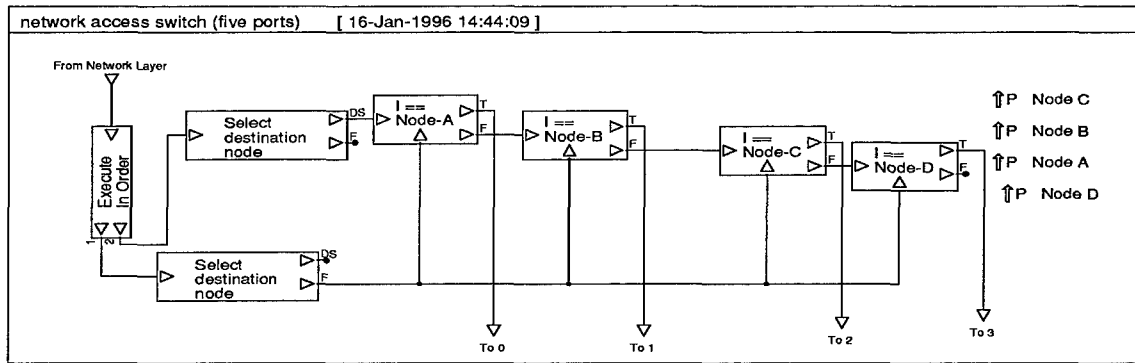 network access switch (five ports) [ 16-Jan-1996 14:44:09 ]
From Network Layer
Execute
In Order
1
2
Select
destination
node
DS
F
Select
destination
node
DS
F
I ==
Node-A
T
F
I ==
Node-B
T
F
I ==
Node-C
T
F
I ==
Node-D
T
F
⇑P Node C
⇑P Node B
⇑P Node A
⇑P Node D
To 0
To 1
To 2
To 3